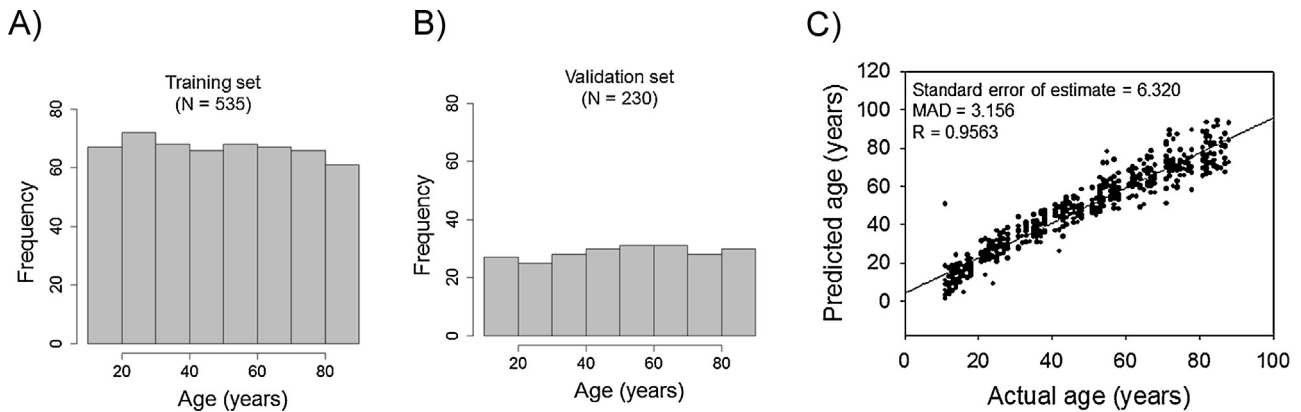 A)
Training set
(N = 535)
80
60
40
20
0
Frequency
20 40 60 80
Age (years)
B)
Validation set
(N = 230)
80
60
40
20
0
Frequency
20 40 60 80
Age (years)
C)
Standard error of estimate = 6.320
MAD = 3.156
R = 0.9563
120
100
80
60
40
20
0
Predicted age (years)
0 20 40 60 80 100
Actual age (years)